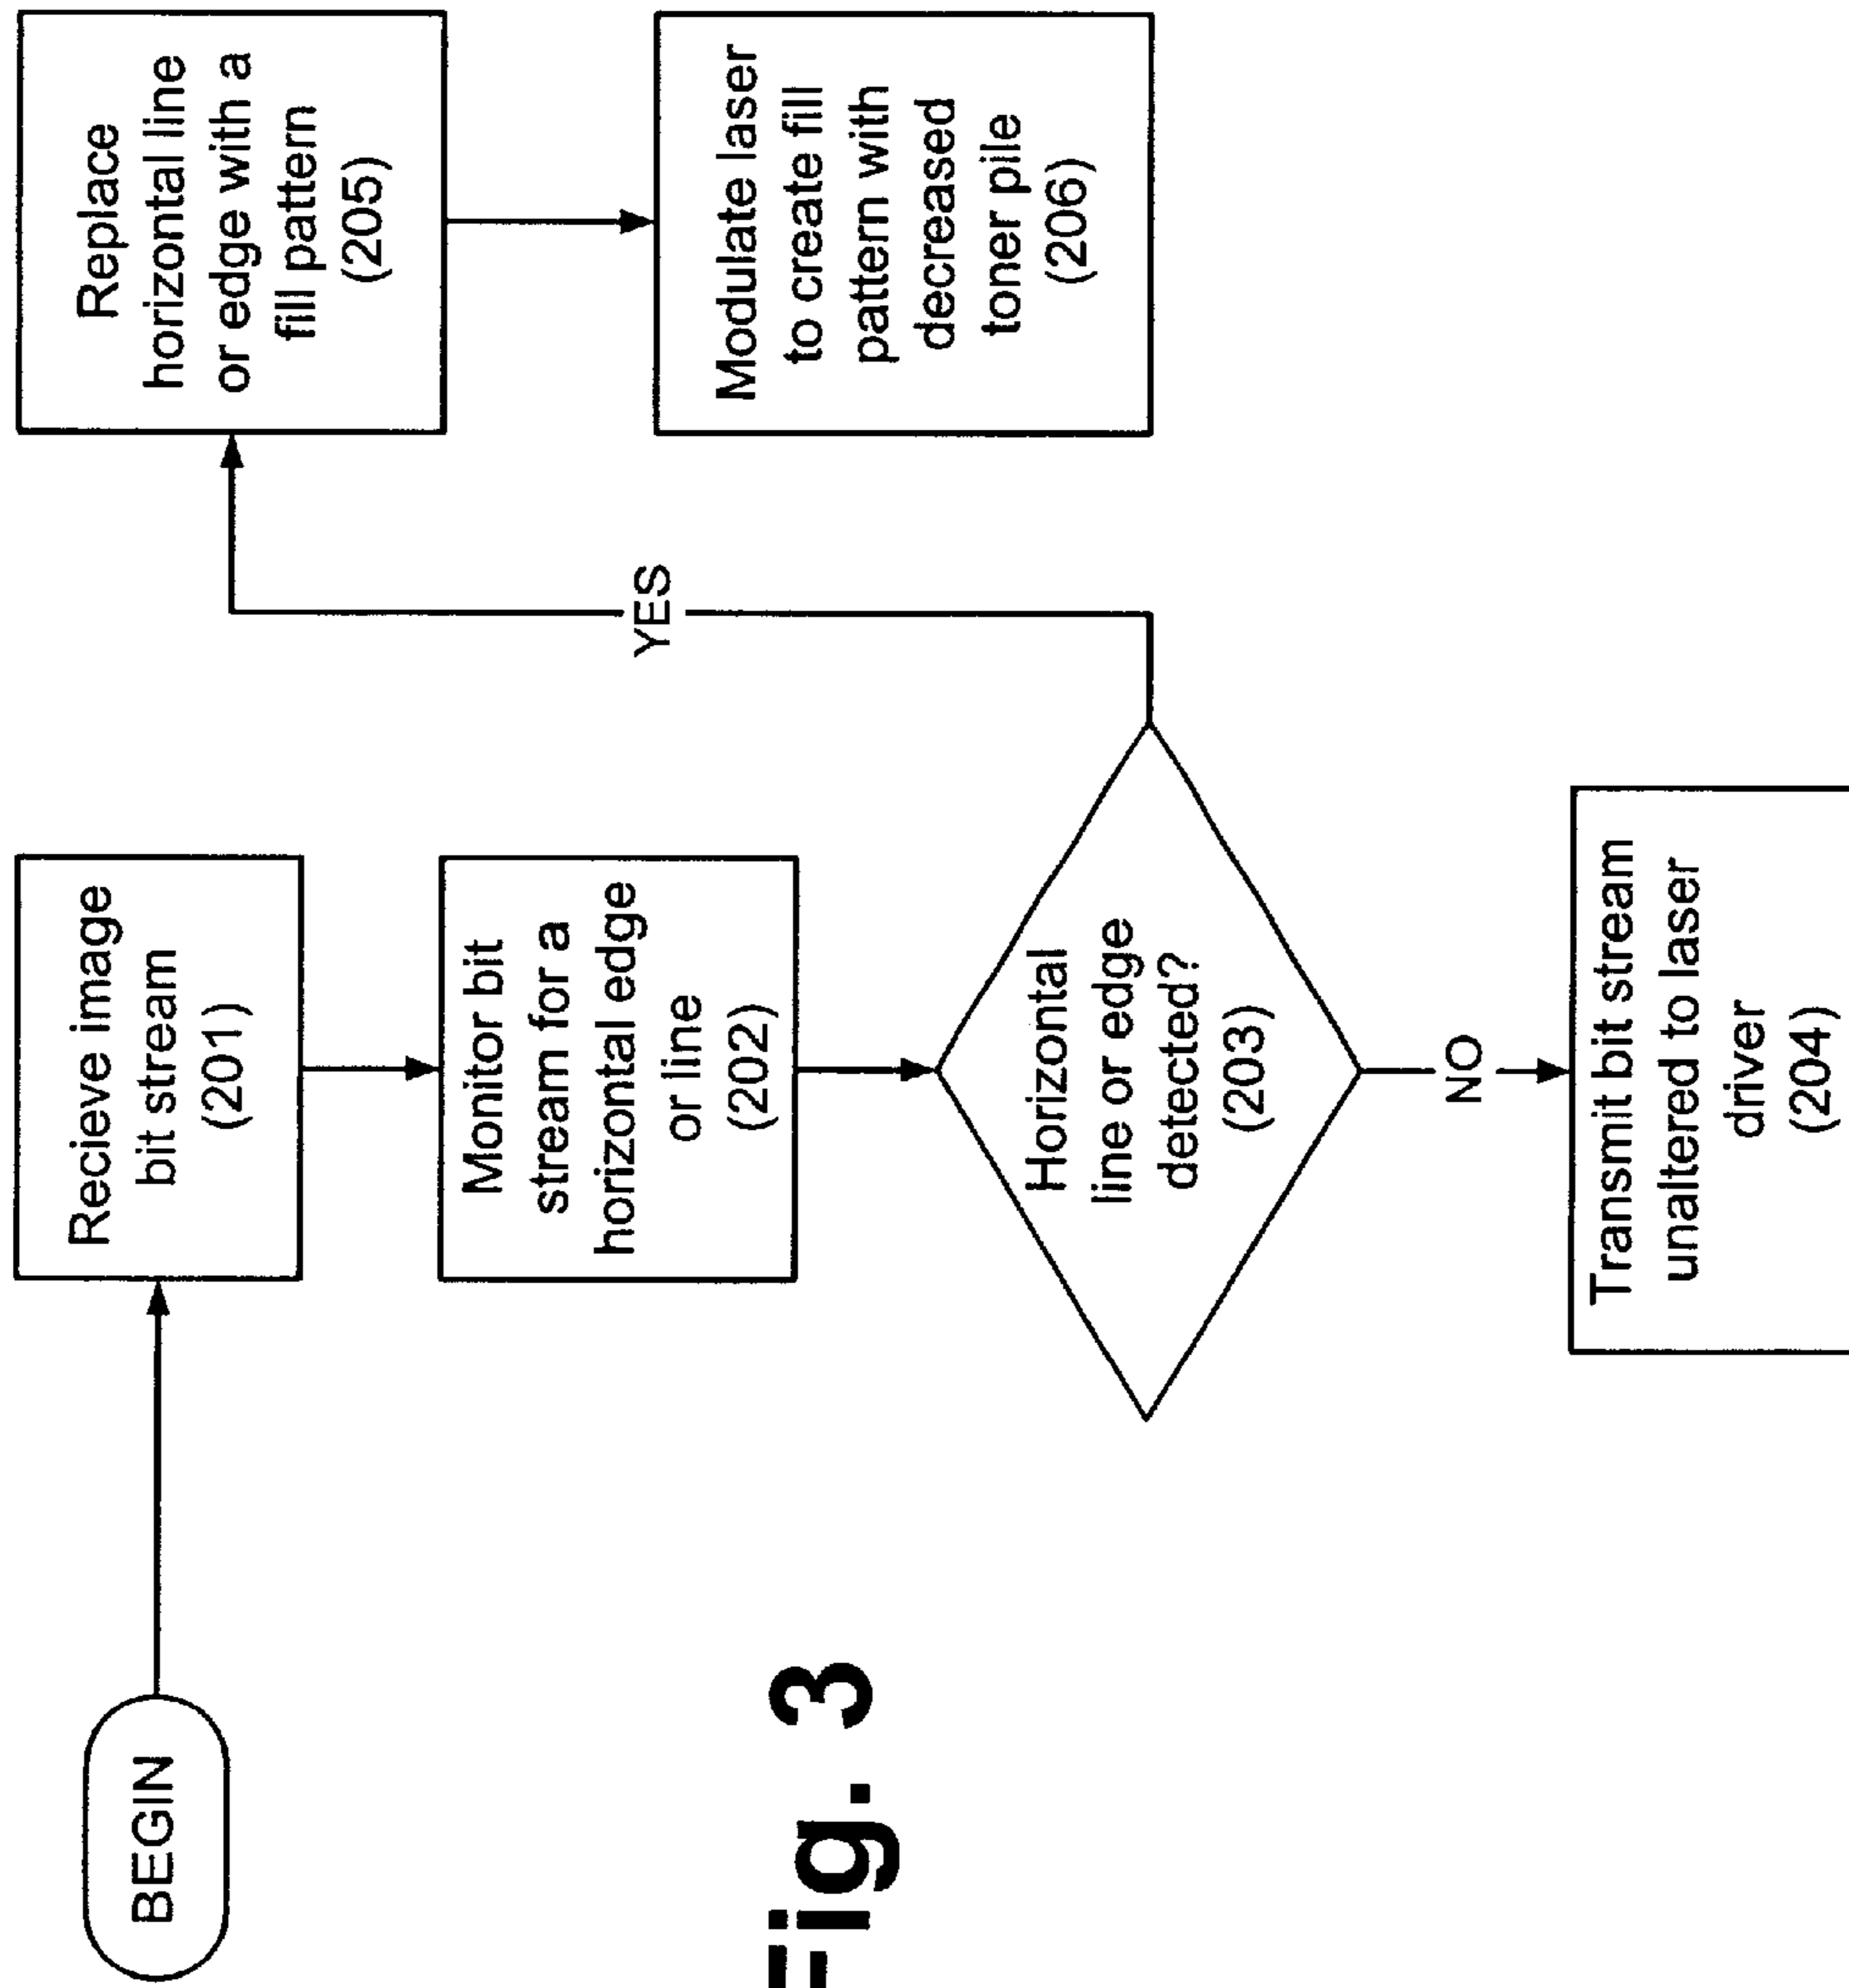 BEGIN
Recieve image
bit stream
(201)
Monitor bit
stream for a
horizontal edge
or line
(202)
Horizontal
line or edge
detected?
(203)
NO
Transmit bit stream
unaltered to laser
driver
(204)
YES
Replace
horizontal line
or edge with a
fill pattern
(205)
Modulate laser
to create fill
pattern with
decreased
toner pile
(206)
Fig. 3